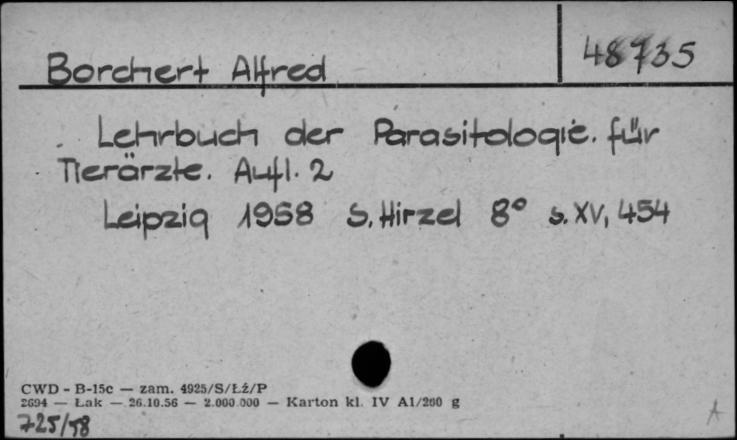 Borchert Alfred
48735
Lehrbuch der Parasitologie. für
Tierärzte. Aufl. 2
Leipzig 1958 S. Hirzel 8° s. XV, 454
CWD - B-15c — zam. 4925/S/Łź/P
2694 — Łak — 26.10.56 — 2.000.000 — Karton kl. IV A1/260 g
725/58
A